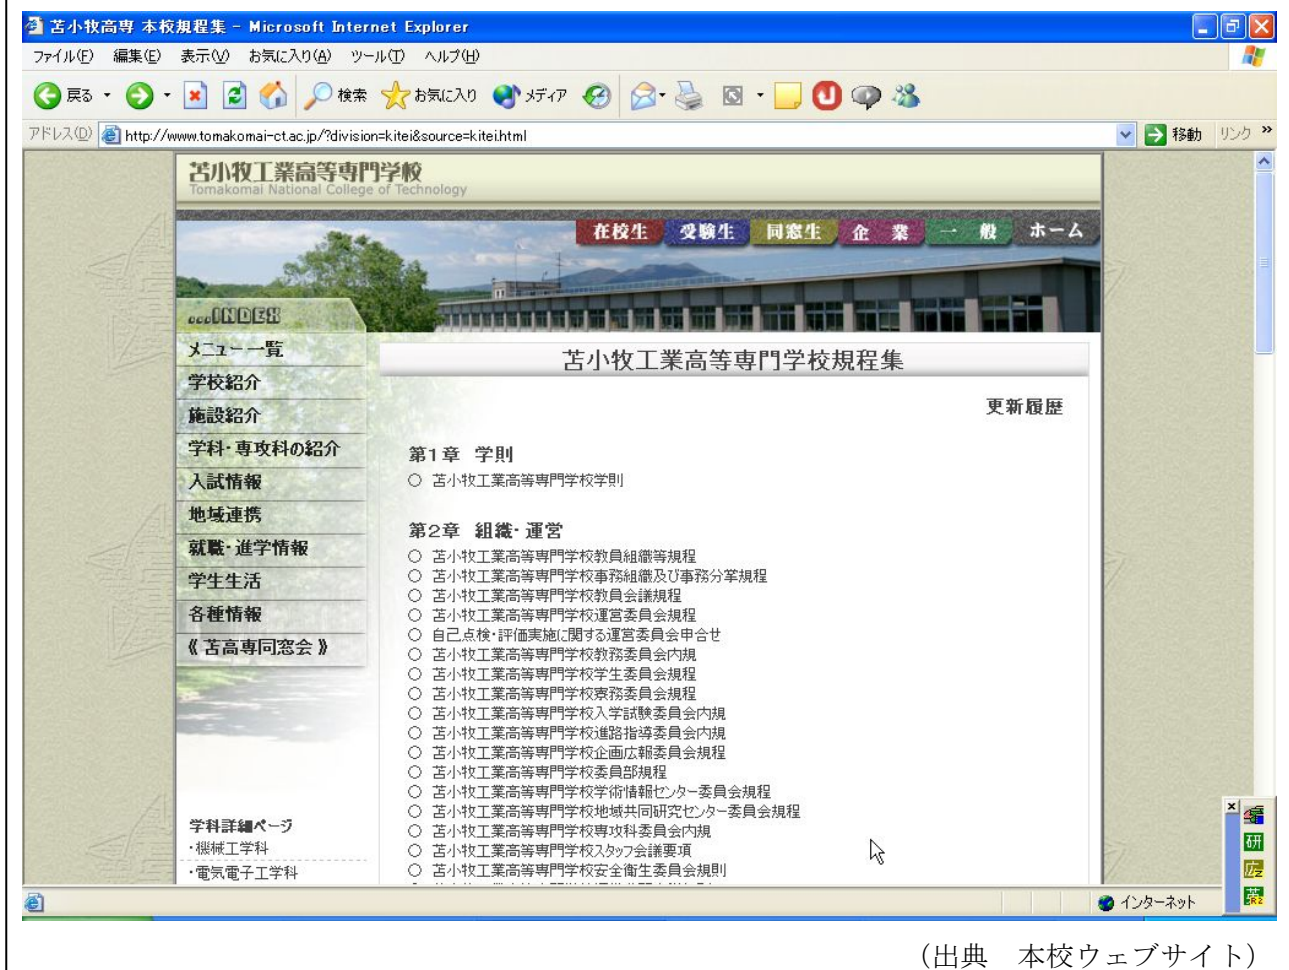 苫小牧高専 本校規程集 - Microsoft Internet Explorer
ファイル(F) 編集(E) 表示(V) お気に入り(A) ツール(T) ヘルプ(H)
戻る 検索 お気に入り メディア
アドレス(D) http://www.tomakomai-ct.ac.jp/?division=kitei&source=kitei.html 移動 リンク »
苫小牧工業高等専門学校
Tomakomai National College of Technology
在校生 受験生 同窓生 企業 一般 ホーム
...INDEX
メニュー一覧
学校紹介
施設紹介
学科・専攻科の紹介
入試情報
地域連携
就職・進学情報
学生生活
各種情報
《 苫高専同窓会 》
学科詳細ページ
・機械工学科
・電気電子工学科
苫小牧工業高等専門学校規程集
更新履歴
第1章 学則
○ 苫小牧工業高等専門学校学則
第2章 組織・運営
○ 苫小牧工業高等専門学校教員組織等規程
○ 苫小牧工業高等専門学校事務組織及び事務分掌規程
○ 苫小牧工業高等専門学校教員会議規程
○ 苫小牧工業高等専門学校運営委員会規程
○ 自己点検・評価実施に関する運営委員会申合せ
○ 苫小牧工業高等専門学校教務委員会内規
○ 苫小牧工業高等専門学校学生委員会規程
○ 苫小牧工業高等専門学校寮務委員会規程
○ 苫小牧工業高等専門学校入学試験委員会内規
○ 苫小牧工業高等専門学校進路指導委員会内規
○ 苫小牧工業高等専門学校企画広報委員会規程
○ 苫小牧工業高等専門学校委員部規程
○ 苫小牧工業高等専門学校学術情報センター委員会規程
○ 苫小牧工業高等専門学校地域共同研究センター委員会規程
○ 苫小牧工業高等専門学校専攻科委員会内規
○ 苫小牧工業高等専門学校スタッフ会議要項
○ 苫小牧工業高等専門学校安全衛生委員会規則
研
広
英
インターネット
（出典 本校ウェブサイト）